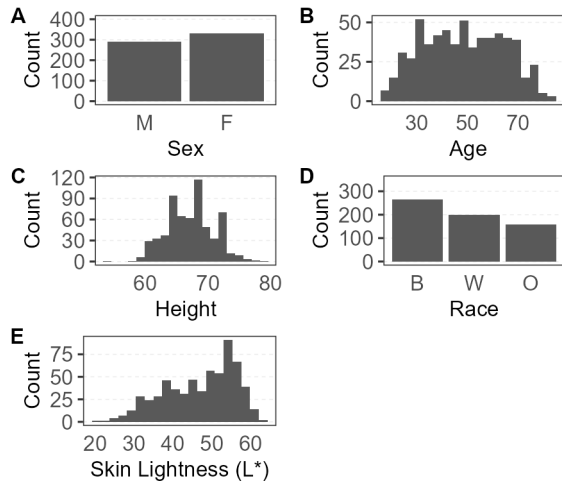 A
Count
400
300
200
100
0
M F
Sex
B
Count
50
25
0
30 50 70
Age
C
Count
120
90
60
30
0
60 70 80
Height
D
Count
300
200
100
0
B W O
Race
E
Count
75
50
25
0
20 30 40 50 60
Skin Lightness (L*)